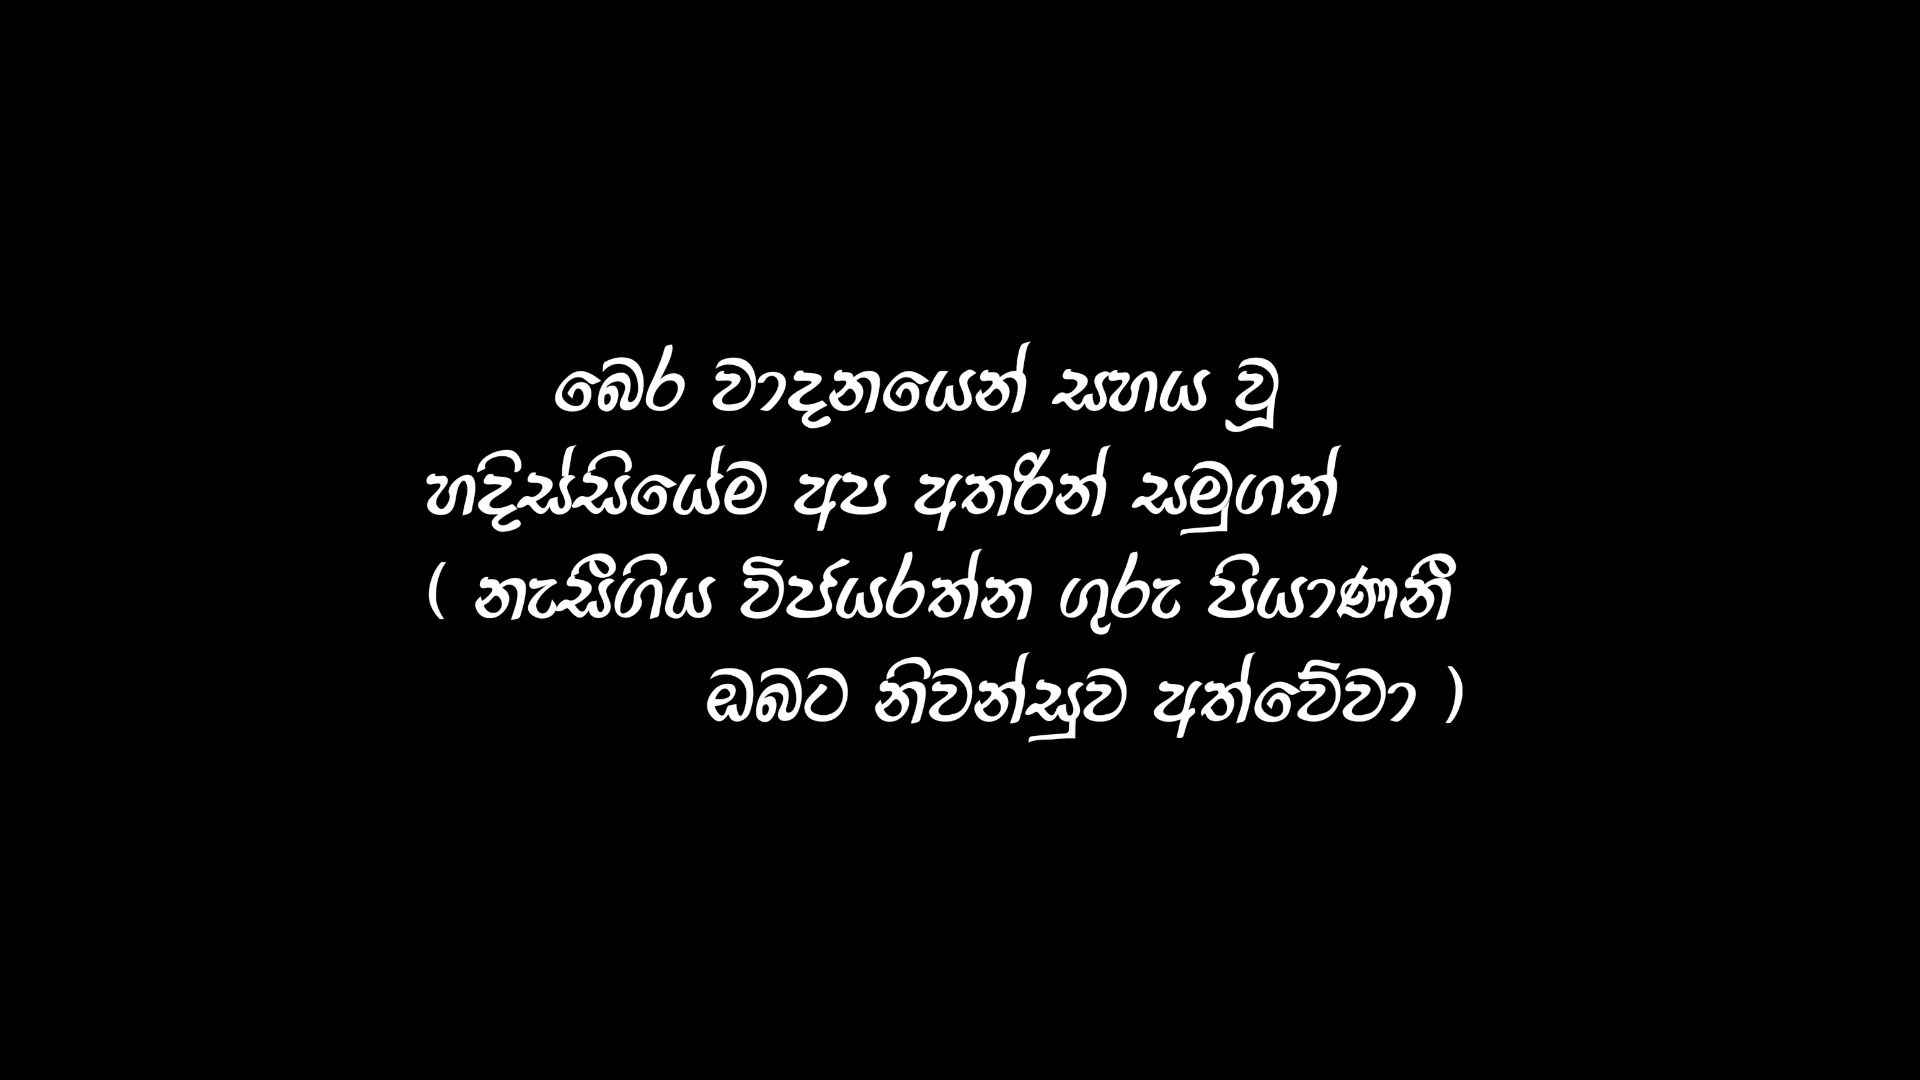 බෙර වාදනයෙන් සහය වූ
හදිස්සියේම අප අතරින් සමුගත්
( නැසීගිය විජයරත්න ගුරු පියාණනී
ඔබට නිවන්සුව අත්වේවා )